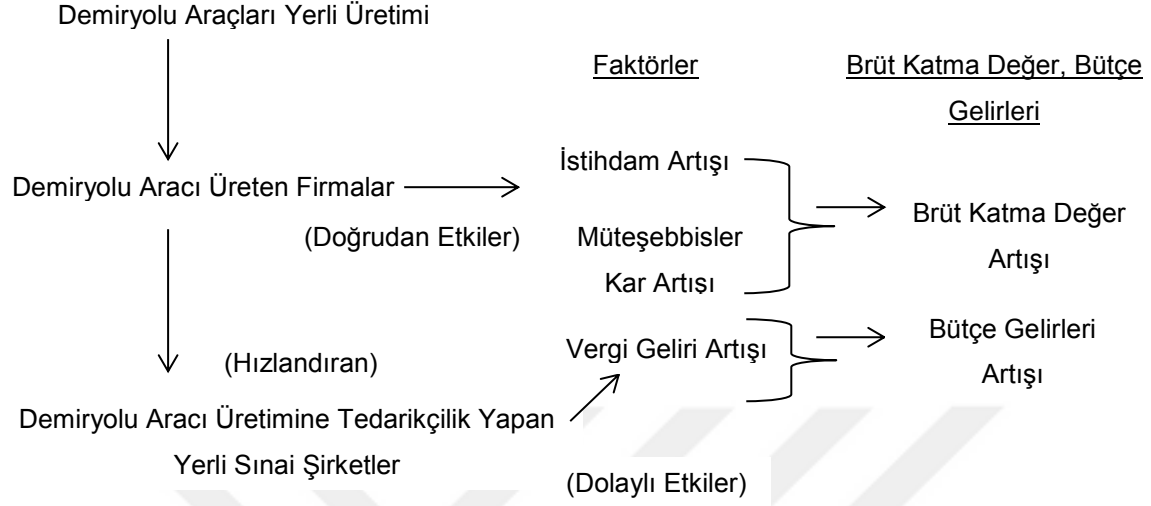 Demiryolu Araçları Yerli Üretimi
Faktörler
Brüt Katma Değer, Bütçe
Gelirleri
Demiryolu Aracı Üreten Firmalar
(Doğrudan Etkiler)
İstihdam Artışı
Müteşebbisler
Kar Artışı
Brüt Katma Değer
Artışı
(Hızlandıran)
Vergi Geliri Artışı
Bütçe Gelirleri
Artışı
Demiryolu Aracı Üretimine Tedarikçilik Yapan
Yerli Sınai Şirketler
(Dolaylı Etkiler)